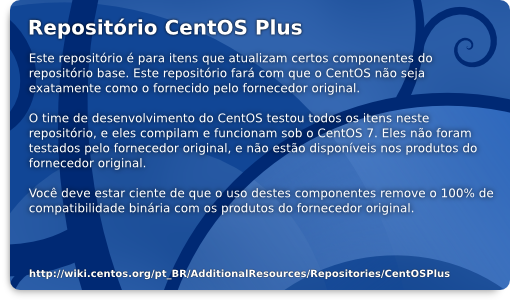 Repositório CentOS Plus
Este repositório é para itens que atualizam certos componentes do
repositório base. Este repositório fará com que o CentOS não seja
exatamente como o fornecido pelo fornecedor original.
O time de desenvolvimento do CentOS testou todos os itens neste
repositório, e eles compilam e funcionam sob o CentOS 7. Eles não foram
testados pelo fornecedor original, e não estão disponíveis nos produtos do
fornecedor original.
Você deve estar ciente de que o uso destes componentes remove o 100% de
compatibilidade binária com os produtos do fornecedor original.
http://wiki.centos.org/pt_BR/AdditionalResources/Repositories/CentOSPlus